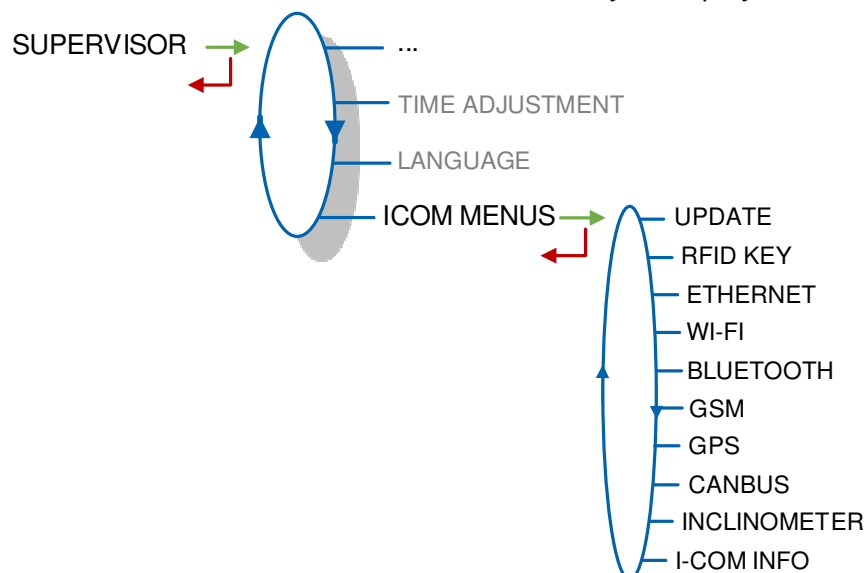 SUPERVISOR
...
TIME ADJUSTMENT
LANGUAGE
ICOM MENUS
UPDATE
RFID KEY
ETHERNET
WI-FI
BLUETOOTH
GSM
GPS
CANBUS
INCLINOMETER
I-COM INFO